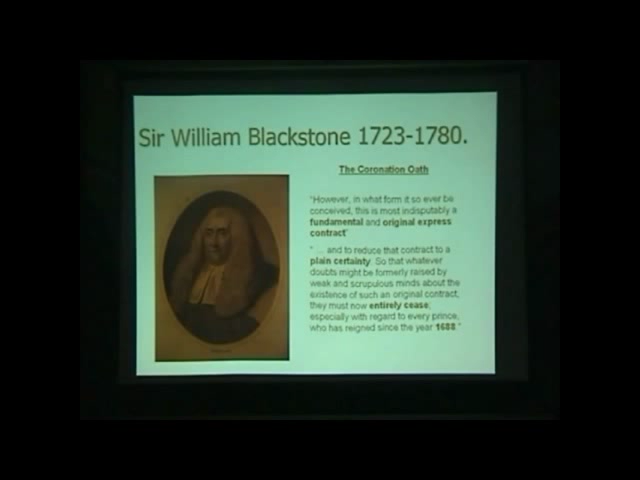 Sir William Blackstone 1723-1780.
The Coronation Oath
"However, in what form it so ever be
conceived, this is most indisputably a
fundamental and original express
contract"
" ... and to reduce that contract to a
plain certainty. So that whatever
doubts might be formerly raised by
weak and scrupulous minds about the
existence of such an original contract,
they must now entirely cease;
especially with regard to every prince,
who has reigned since the year 1688."